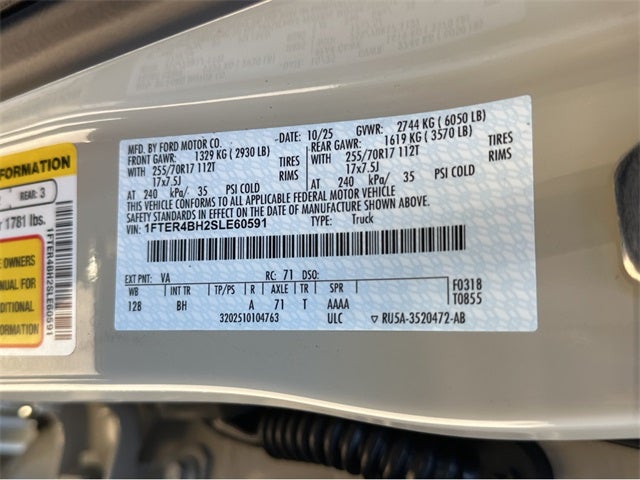 MFD. BY FORD MOTOR CO.
DATE: 10/25 GVWR: 2744 KG ( 6050 LB)
FRONT GAWR: 1329 KG ( 2930 LB) REAR GAWR: 1619 KG ( 3570 LB)
WITH 255/70R17 112T TIRES WITH 255/70R17 112T TIRES
17x7.5J RIMS 17x7.5J RIMS
AT 240 kPa/ 35 PSI COLD AT 240 kPa/ 35 PSI COLD
THIS VEHICLE CONFORMS TO ALL APPLICABLE FEDERAL MOTOR VEHICLE
SAFETY STANDARDS IN EFFECT ON THE DATE OF MANUFACTURE SHOWN ABOVE.
VIN: 1FTER4BH2SLE60591 TYPE: Truck
EXT PNT: VA RC: 71 DSO:
WB INT TR TP/PS R AXLE TR SPR
128 BH A 71 T AAAA
F0318
T0855
3202510104763 ULC RU5A-3520472-AB
FORMATION
2 REAR: 3
1781 lbs.
OWNERS
MANUAL FOR
ADDITIONAL
INFORMATION
1FTER4BH2SLE60591